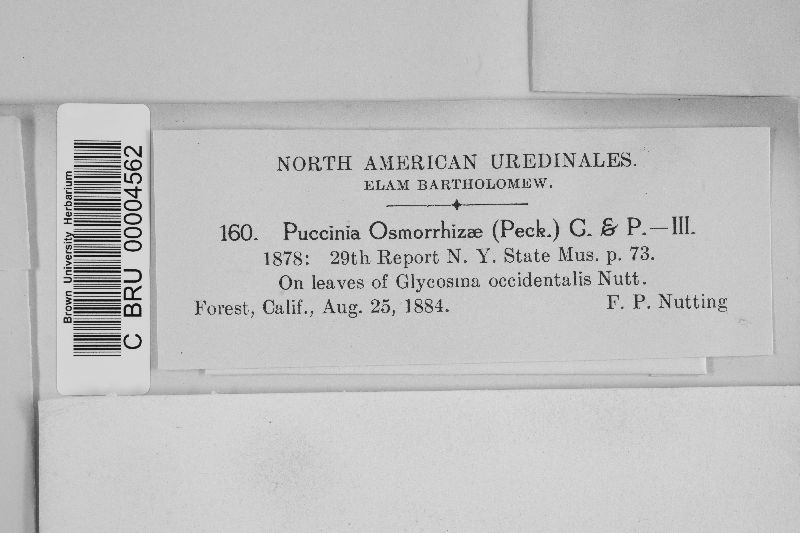 NORTH AMERICAN UREDINALES.
ELAM BARTHOLOMEW.
160. Puccinia Osmorrhizæ (Peck.) C. & P.—III.
1878: 29th Report N. Y. State Mus. p. 73.
On leaves of Glycosma occidentalis Nutt.
Forest, Calif., Aug. 25, 1884. F. P. Nutting
Brown University Herbarium
C BRU 00004562